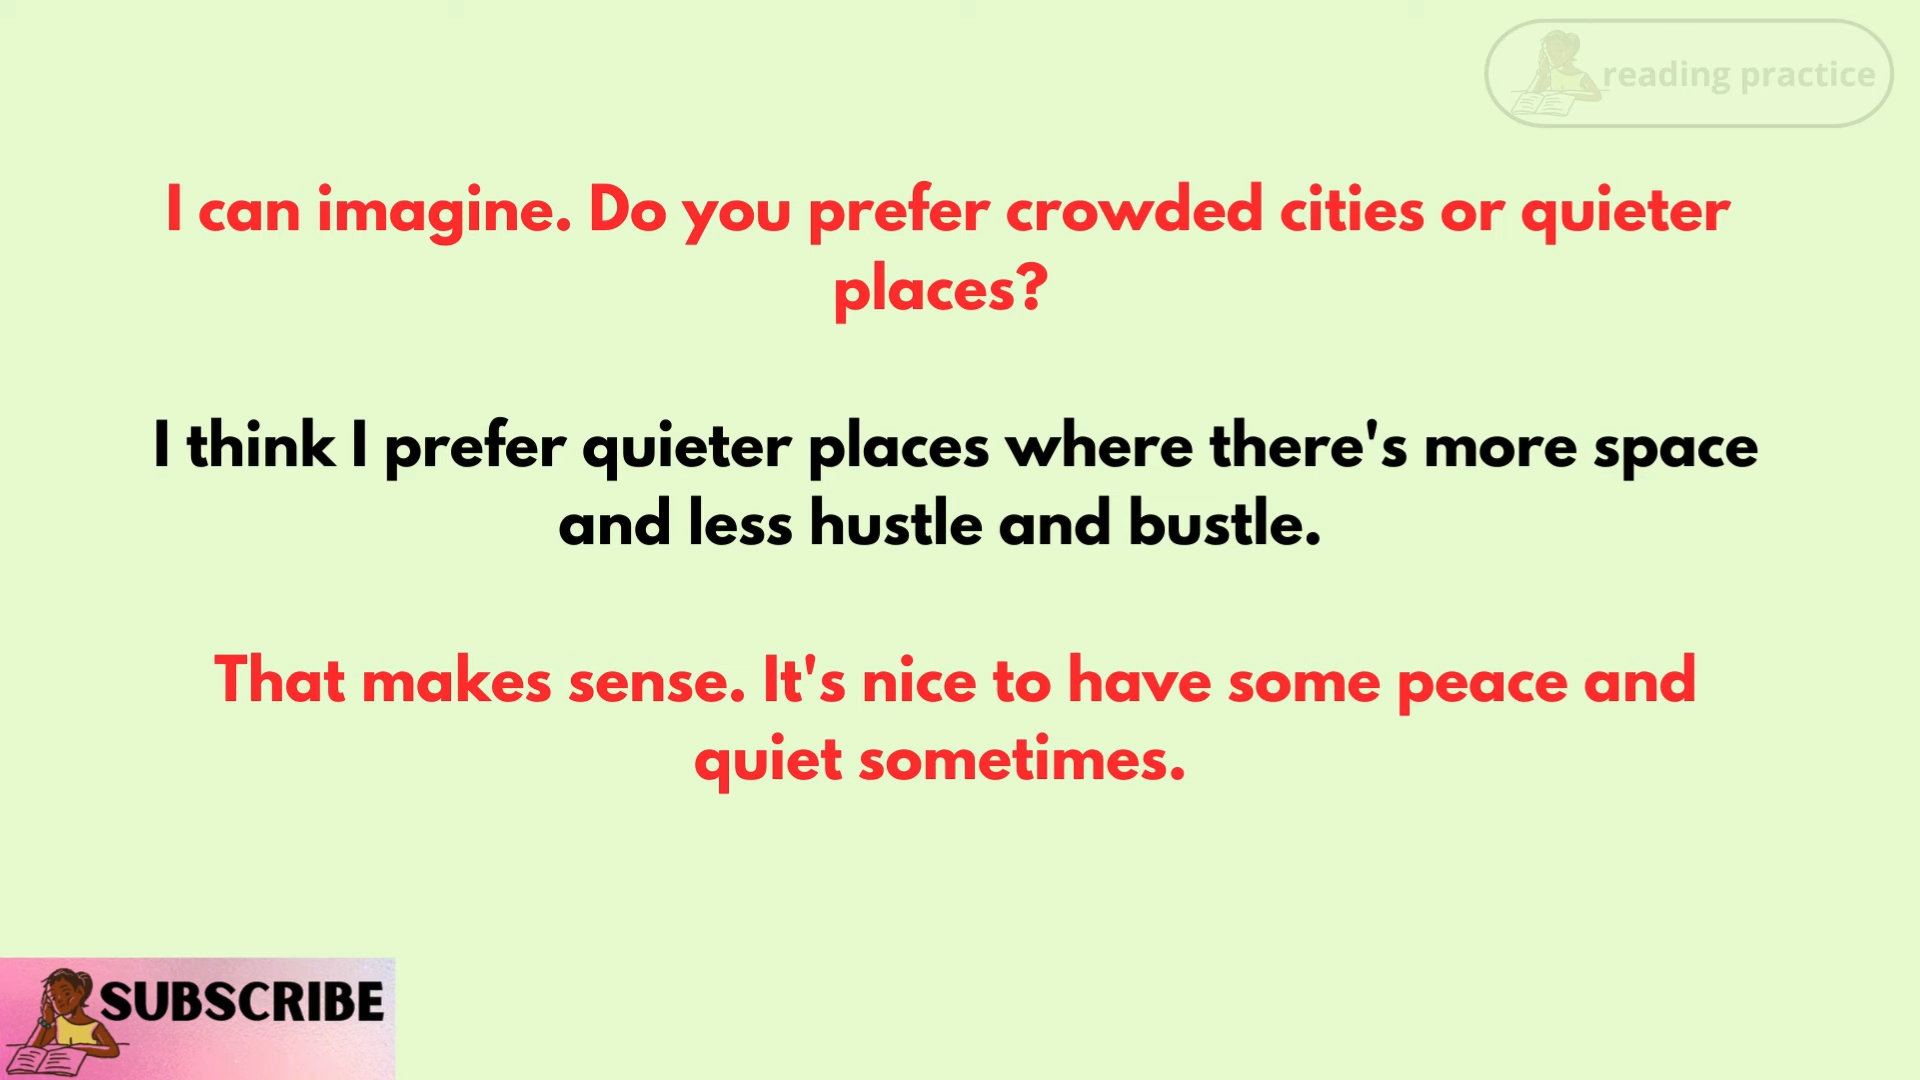 reading practice
I can imagine. Do you prefer crowded cities or quieter
places?
I think I prefer quieter places where there's more space
and less hustle and bustle.
That makes sense. It's nice to have some peace and
quiet sometimes.
SUBSCRIBE